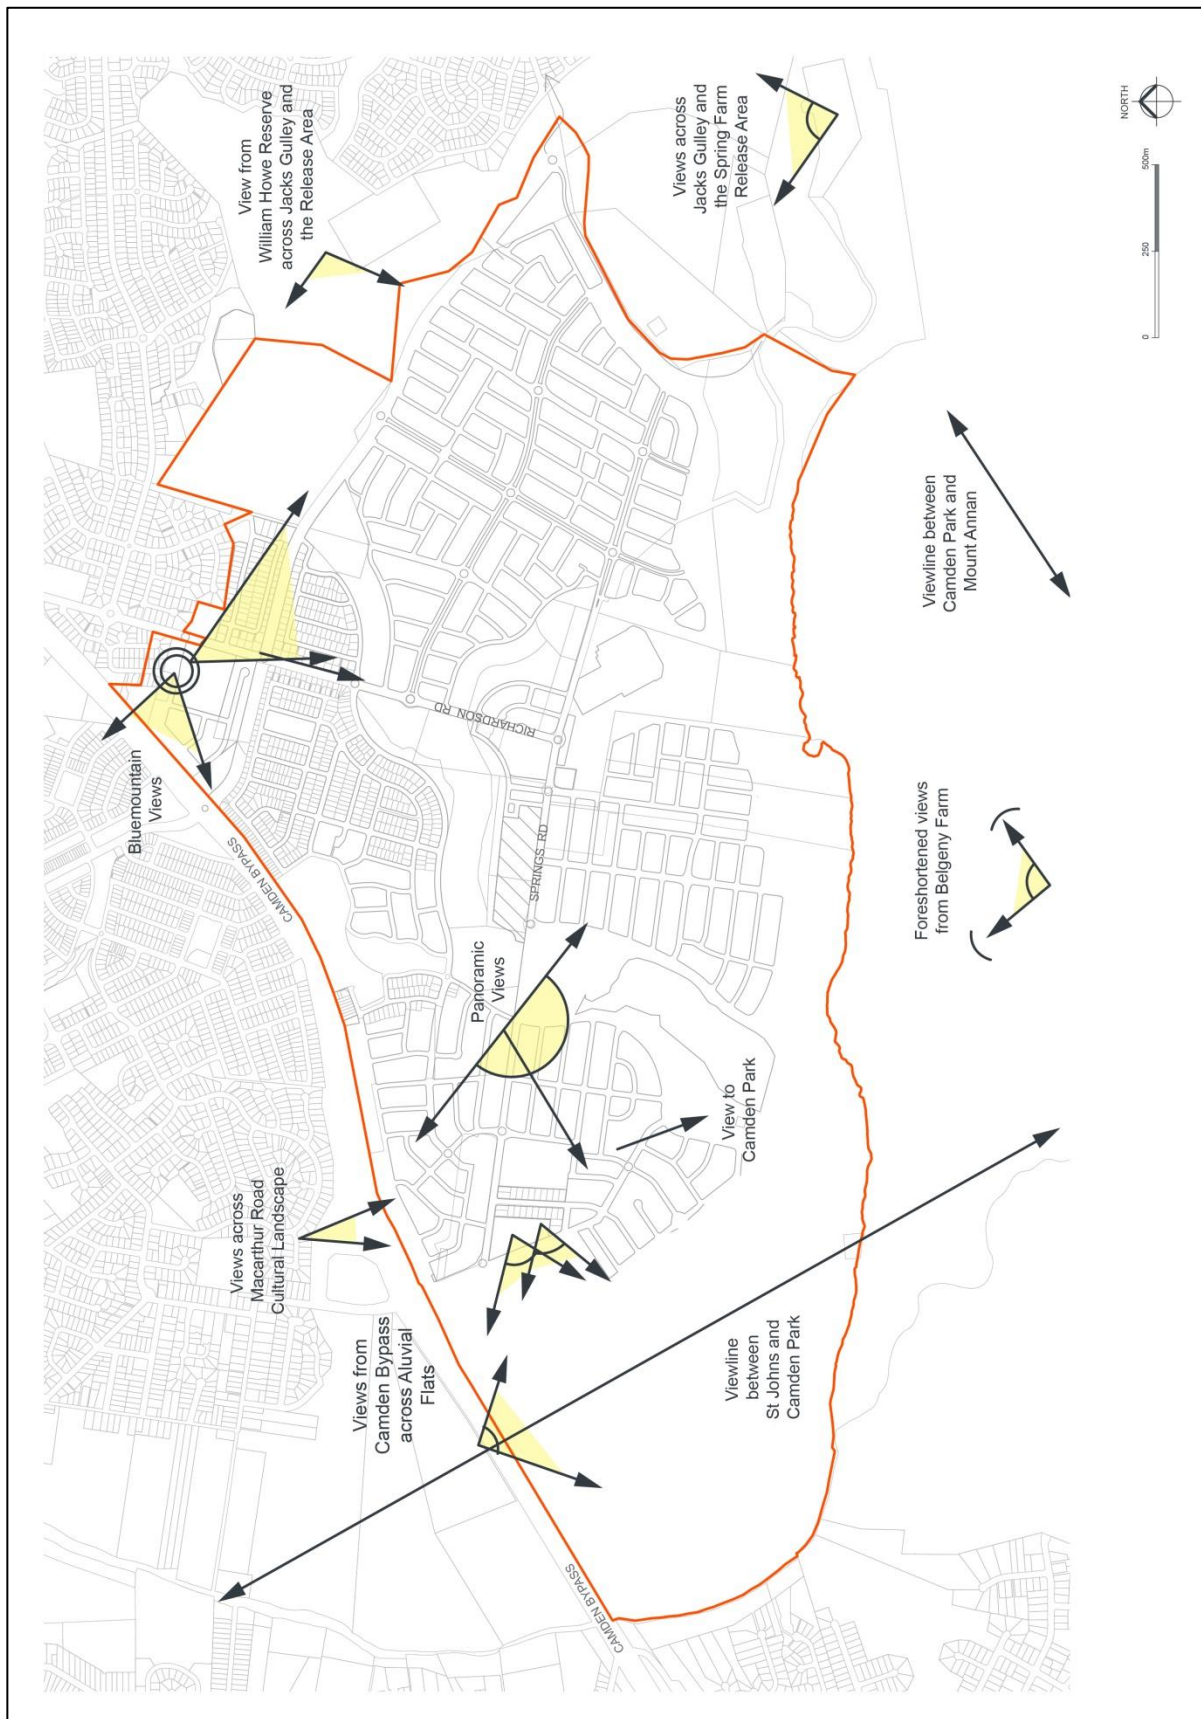 View from
William Howe Reserve
across Jacks Gulley and
the Release Area
Views across
Jacks Gulley and
the Spring Farm
Release Area
NORTH
0
250
500m
Bluemountain
Views
CAMDEN BYPASS
RICHARDSON RD
SPRINGS RD
Viewline between
Camden Park and
Mount Annan
Panoramic
Views
Foreshortened views
from Belgeny Farm
Views across
Macarthur Road
Cultural Landscape
View to
Camden Park
Views from
Camden Bypass
across Aluvial
Flats
Viewline
between
St Johns and
Camden Park
CAMDEN BYPASS